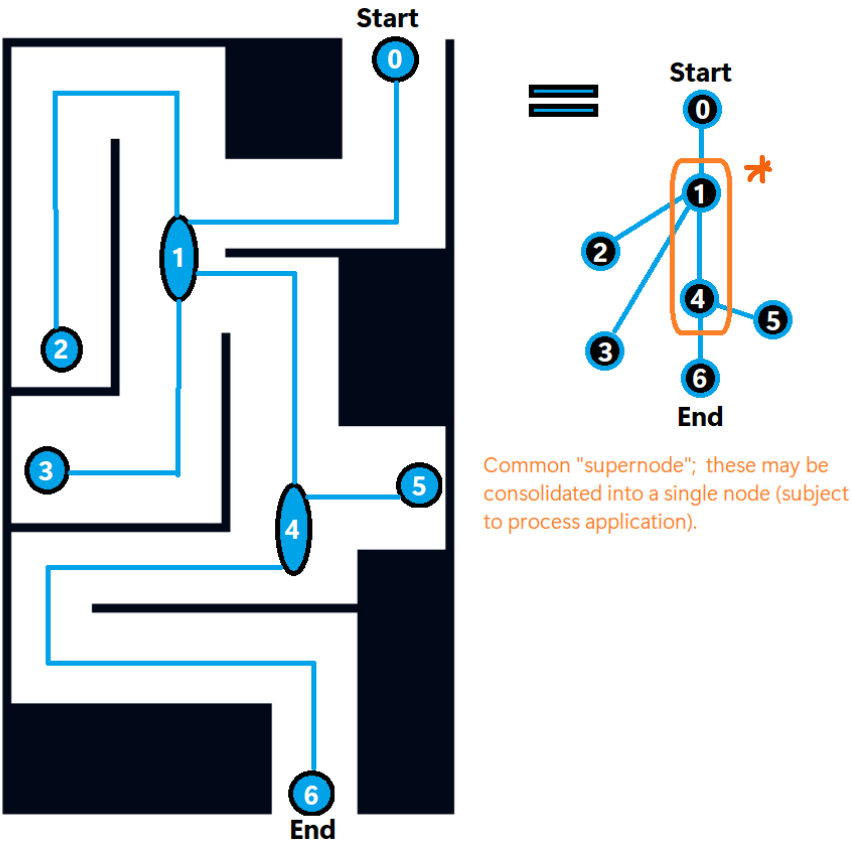 Start
0
1
2
3
4
5
6
End
Start
0
1
2
3
4
5
6
End
*
Common "supernode"; these may be
consolidated into a single node (subject
to process application).